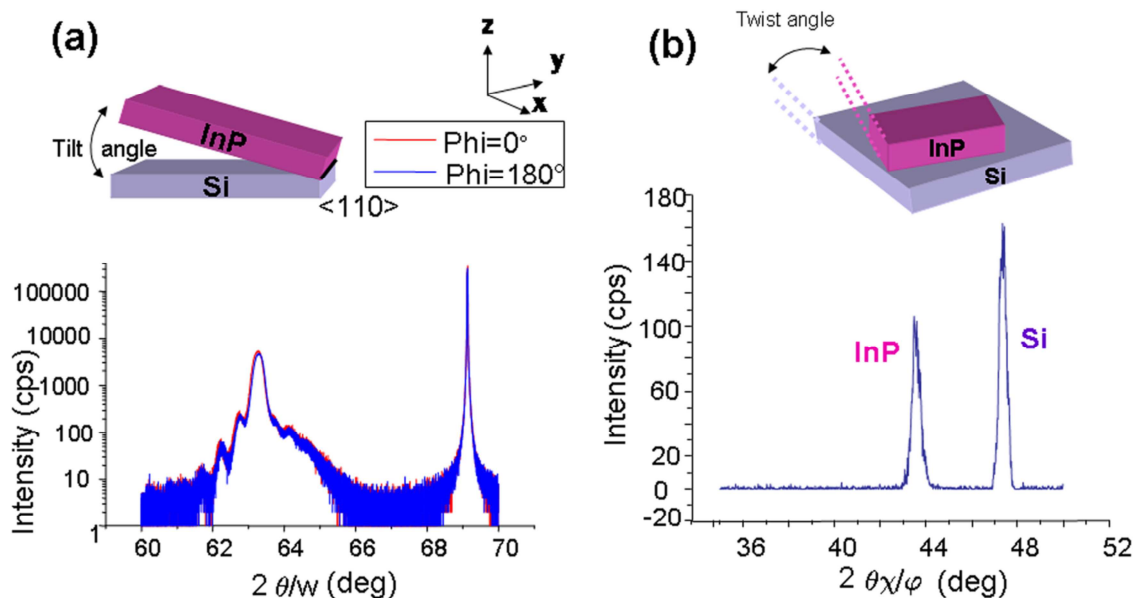 (a)
z
y
x
InP
Tilt angle
Si
<110>
Phi=0°
Phi=180°
100000
10000
1000
100
10
1
Intensity (cps)
60 62 64 66 68 70
2 θ/w (deg)
(b)
Twist angle
InP
Si
180
140
100
60
20
0
-20
Intensity (cps)
InP
Si
36 40 44 48 52
2 θχ/φ (deg)